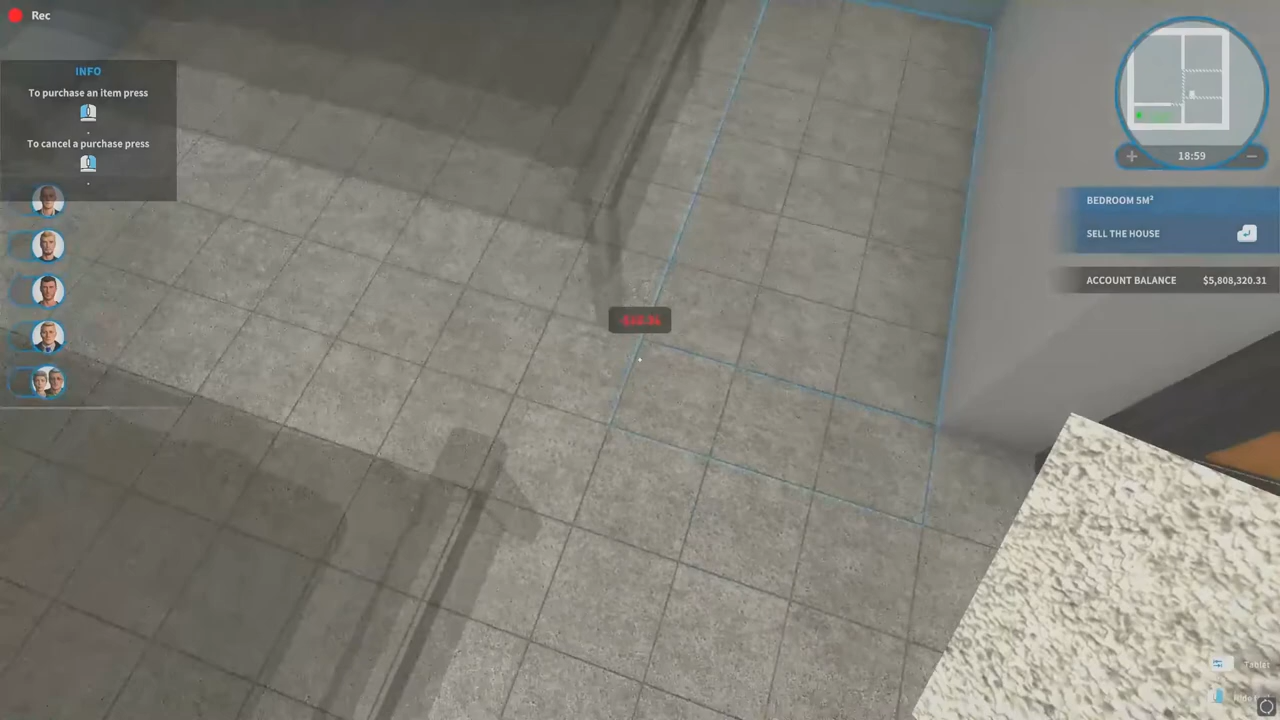 Rec
INFO
To purchase an item press
.
To cancel a purchase press
.
18:59
BEDROOM 5M²
SELL THE HOUSE
ACCOUNT BALANCE $5,808,320.31
Tablet